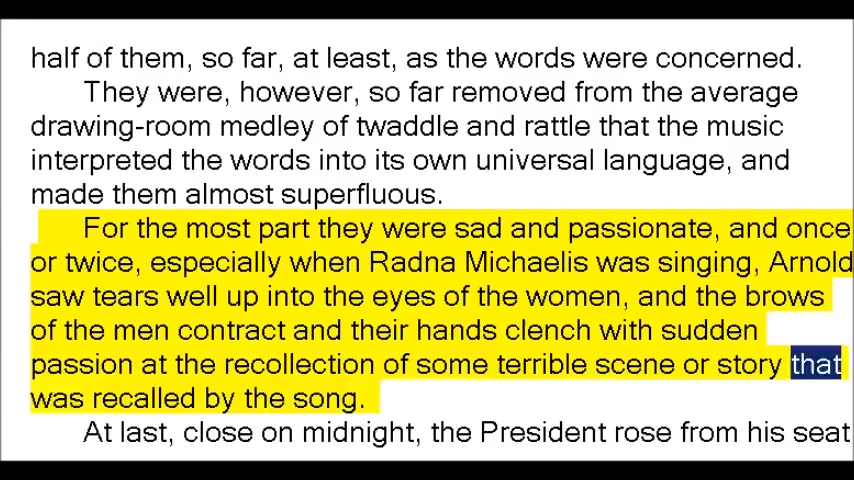 half of them, so far, at least, as the words were concerned.
They were, however, so far removed from the average
drawing-room medley of twaddle and rattle that the music
interpreted the words into its own universal language, and
made them almost superfluous.
For the most part they were sad and passionate, and once
or twice, especially when Radna Michaelis was singing, Arnold
saw tears well up into the eyes of the women, and the brows
of the men contract and their hands clench with sudden
passion at the recollection of some terrible scene or story that
was recalled by the song.
At last, close on midnight, the President rose from his seat